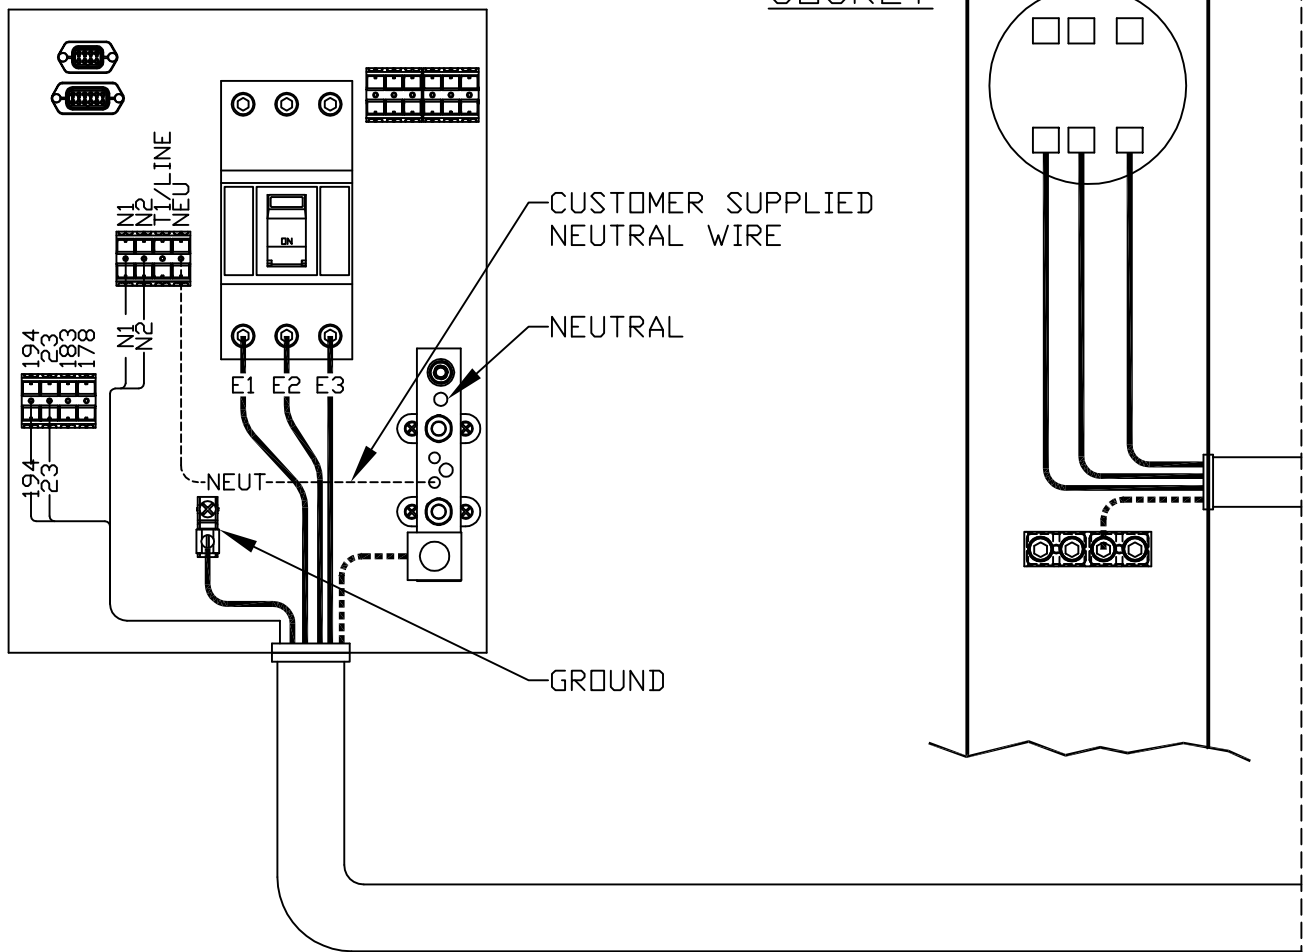 N1
N2
T1/LINE
NEU
ON
CUSTOMER SUPPLIED
NEUTRAL WIRE
NEUTRAL
194
23
183
178
N1
N2
E1 E2 E3
194
23
NEUT
GROUND